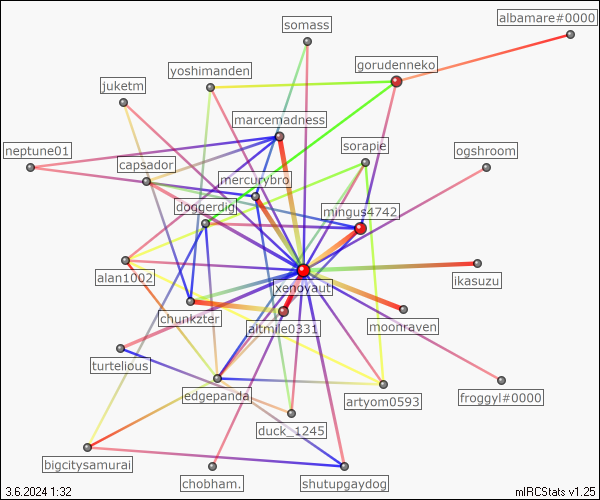 somass
albamare#0000
gorudenneko
yoshimanden
juketm
marcemadness
sorapie
neptune01
ogshroom
capsador
mercurybro
doggerdig
mingus4742
alan1002
xenoyaut
ikasuzu
chunkzter
altmile0331
moonraven
turtelious
edgepanda
artyom0593
froggyl#0000
duck_1245
bigcitysamurai
chobham.
shutupgaydog
3.6.2024 1:32
mIRCStats v1.25